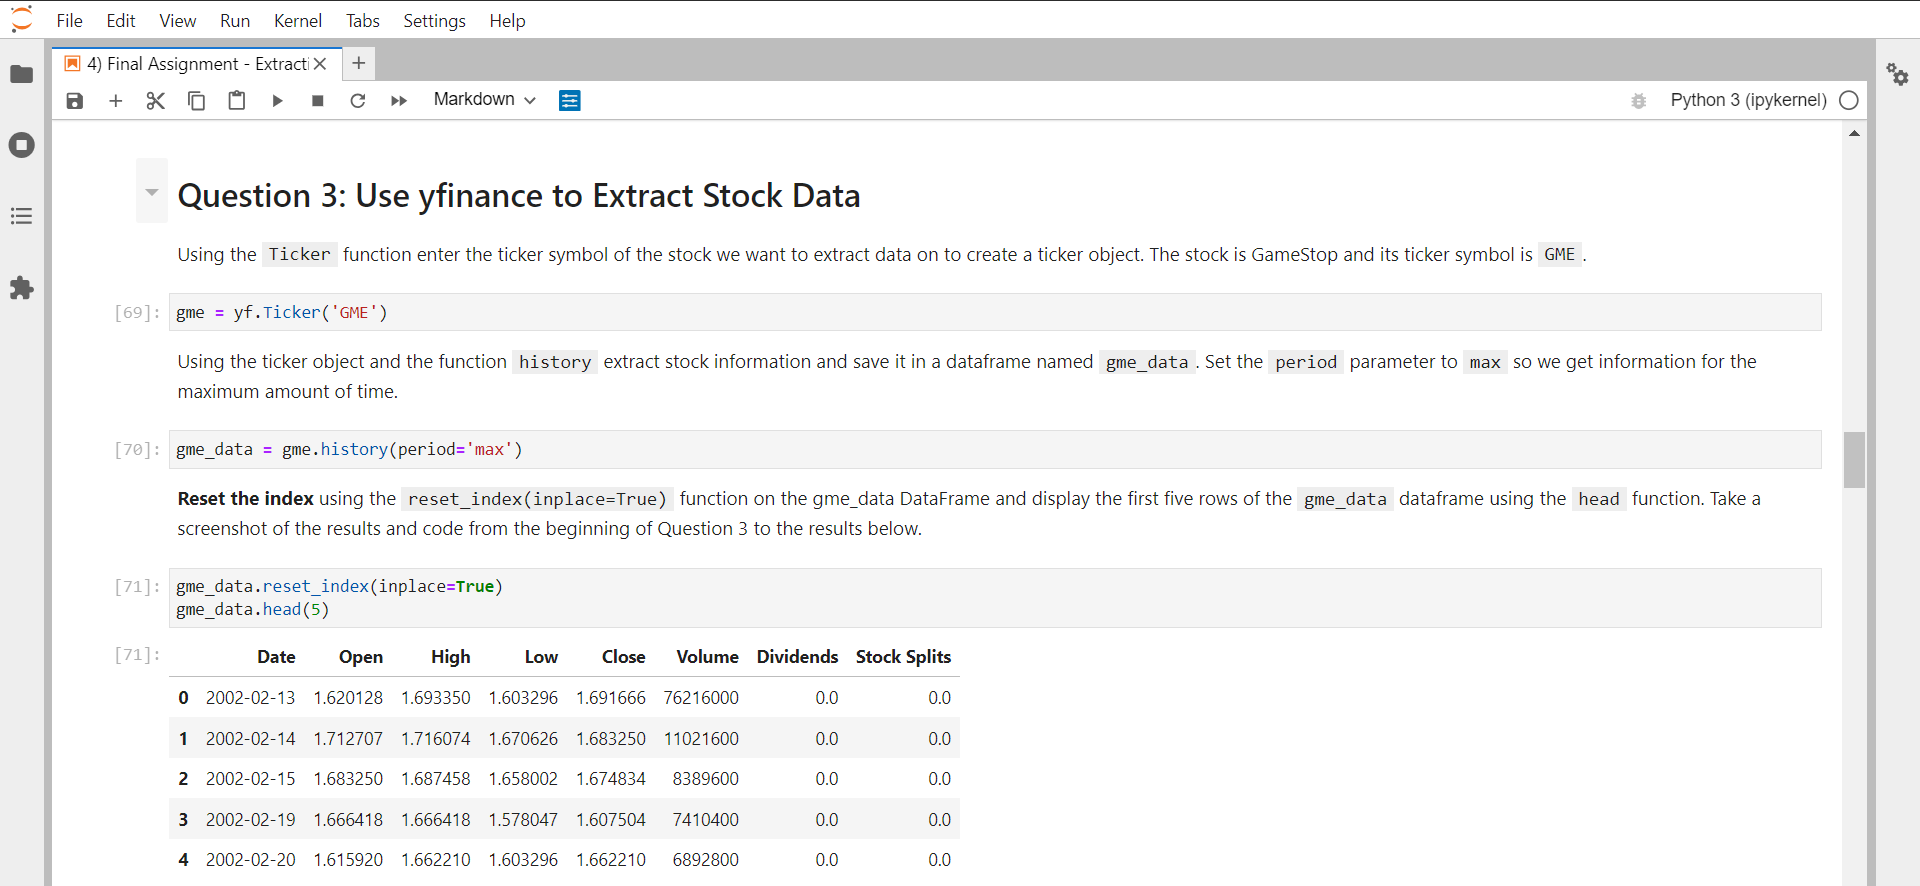 File Edit View Run Kernel Tabs Settings Help
4) Final Assignment - Extracti
Markdown
Python 3 (ipykernel)
Question 3: Use yfinance to Extract Stock Data
Using the Ticker function enter the ticker symbol of the stock we want to extract data on to create a ticker object. The stock is GameStop and its ticker symbol is GME .
[69]: gme = yf.Ticker('GME')
Using the ticker object and the function history extract stock information and save it in a dataframe named gme_data . Set the period parameter to max so we get information for the
maximum amount of time.
[70]: gme_data = gme.history(period='max')
Reset the index using the reset_index(inplace=True) function on the gme_data DataFrame and display the first five rows of the gme_data dataframe using the head function. Take a
screenshot of the results and code from the beginning of Question 3 to the results below.
[71]: gme_data.reset_index(inplace=True)
gme_data.head(5)
[71]: Date Open High Low Close Volume Dividends Stock Splits
0 2002-02-13 1.620128 1.693350 1.603296 1.691666 76216000 0.0 0.0
1 2002-02-14 1.712707 1.716074 1.670626 1.683250 11021600 0.0 0.0
2 2002-02-15 1.683250 1.687458 1.658002 1.674834 8389600 0.0 0.0
3 2002-02-19 1.666418 1.666418 1.578047 1.607504 7410400 0.0 0.0
4 2002-02-20 1.615920 1.662210 1.603296 1.662210 6892800 0.0 0.0